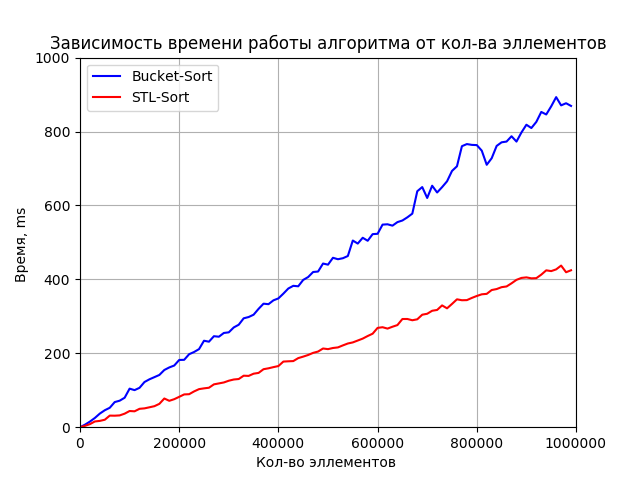 Зависимость времени работы алгоритма от кол-ва эллементов
Bucket-Sort
STL-Sort
1000
800
600
400
200
0
Время, ms
0 200000 400000 600000 800000 1000000
Кол-во эллементов